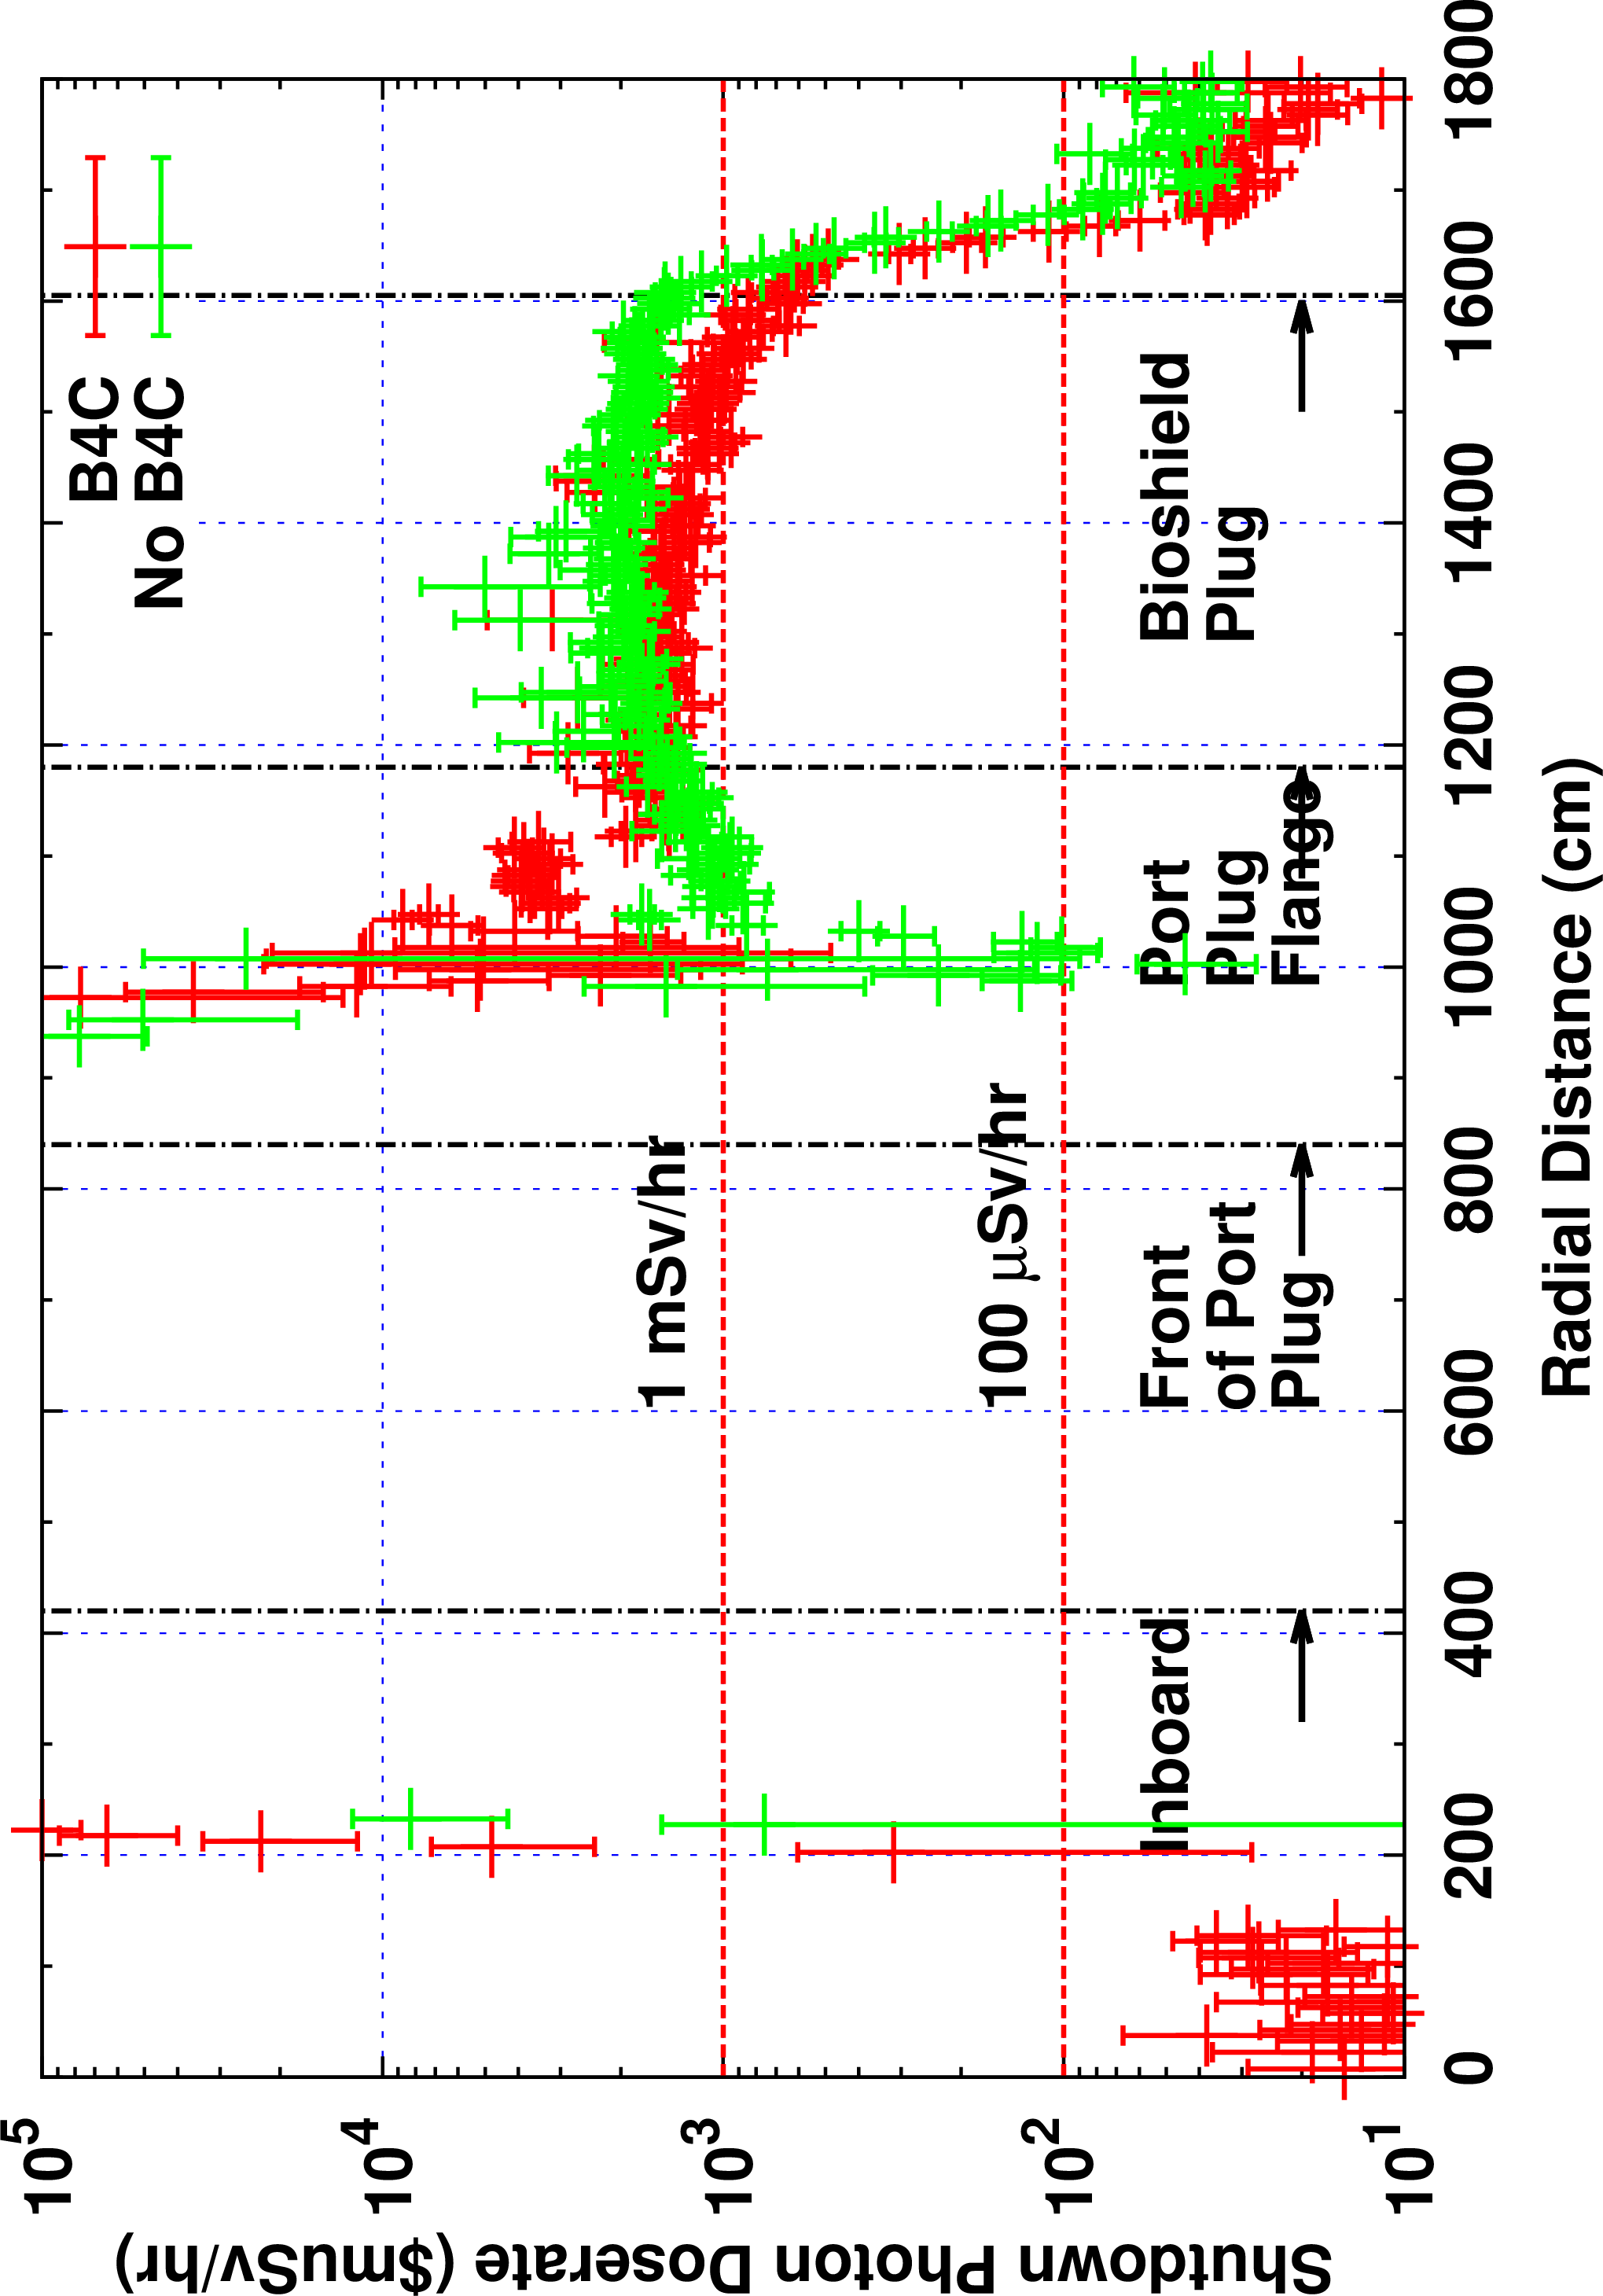 10^5
10^4
10^3
10^2
10^1
Shutdown Photon Doserate ($muSv/hr)
B4C
No B4C
1 mSv/hr
100 μSv/hr
Inboard
Front
of Port
Plug
Port
Plug
Flange
Bioshield
Plug
0
200
400
600
800
1000
1200
1400
1600
1800
Radial Distance (cm)